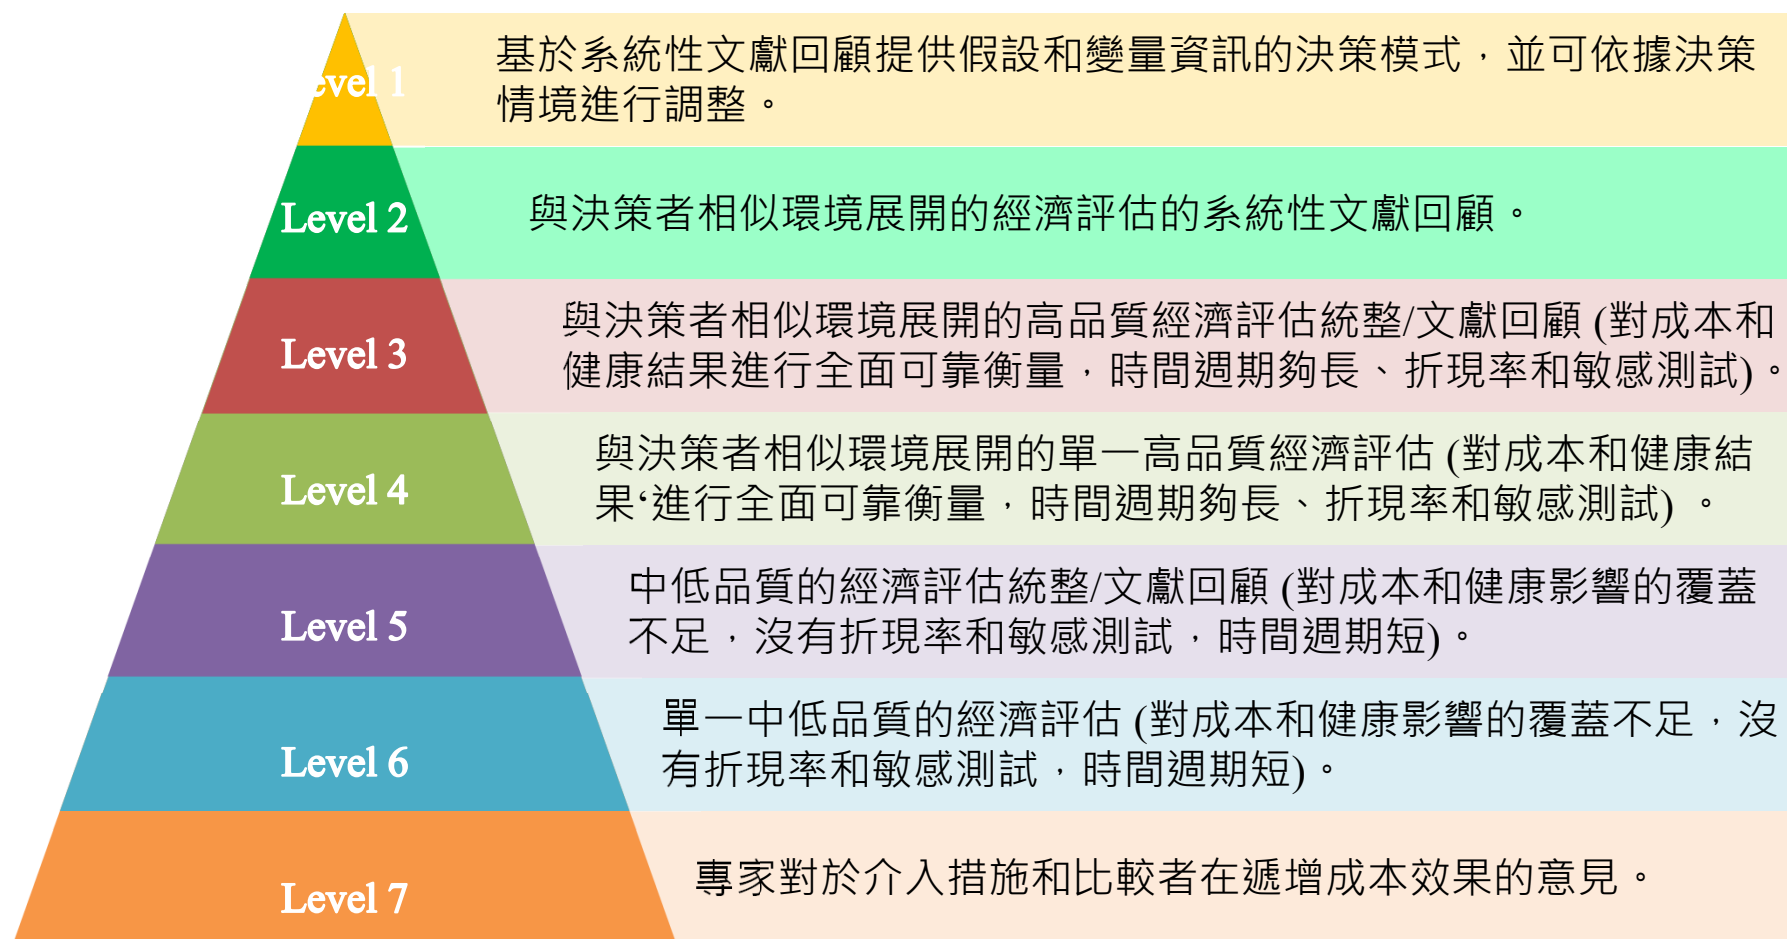 Level 1
基於系統性文獻回顧提供假設和變量資訊的決策模式，並可依據決策
情境進行調整。
Level 2
與決策者相似環境展開的經濟評估的系統性文獻回顧。
Level 3
與決策者相似環境展開的高品質經濟評估統整/文獻回顧 (對成本和
健康結果進行全面可靠衡量，時間週期夠長、折現率和敏感測試)。
Level 4
與決策者相似環境展開的單一高品質經濟評估 (對成本和健康結
果‘進行全面可靠衡量，時間週期夠長、折現率和敏感測試) 。
Level 5
中低品質的經濟評估統整/文獻回顧 (對成本和健康影響的覆蓋
不足，沒有折現率和敏感測試，時間週期短)。
Level 6
單一中低品質的經濟評估 (對成本和健康影響的覆蓋不足，沒
有折現率和敏感測試，時間週期短)。
Level 7
專家對於介入措施和比較者在遞增成本效果的意見。